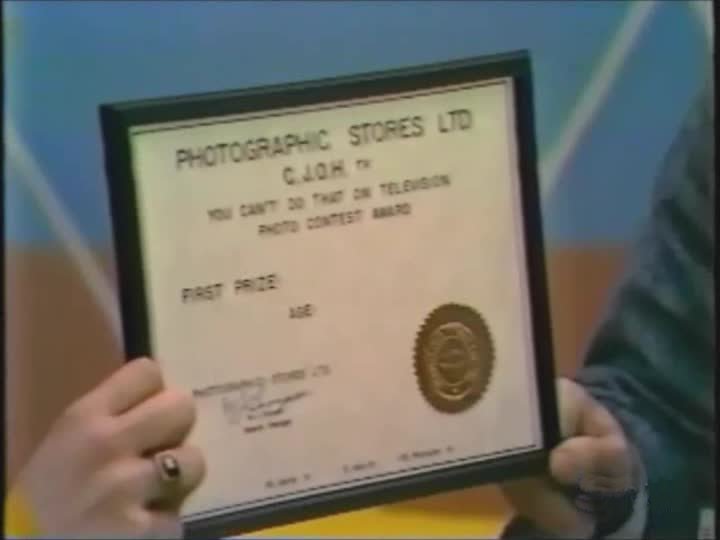 PHOTOGRAPHIC STORES LTD
C.J.O.H. TV
YOU CAN'T DO THAT ON TELEVISION
PHOTO CONTEST AWARD
FIRST PRIZE:
AGE:
PHOTOGRAPHIC STORES LTD